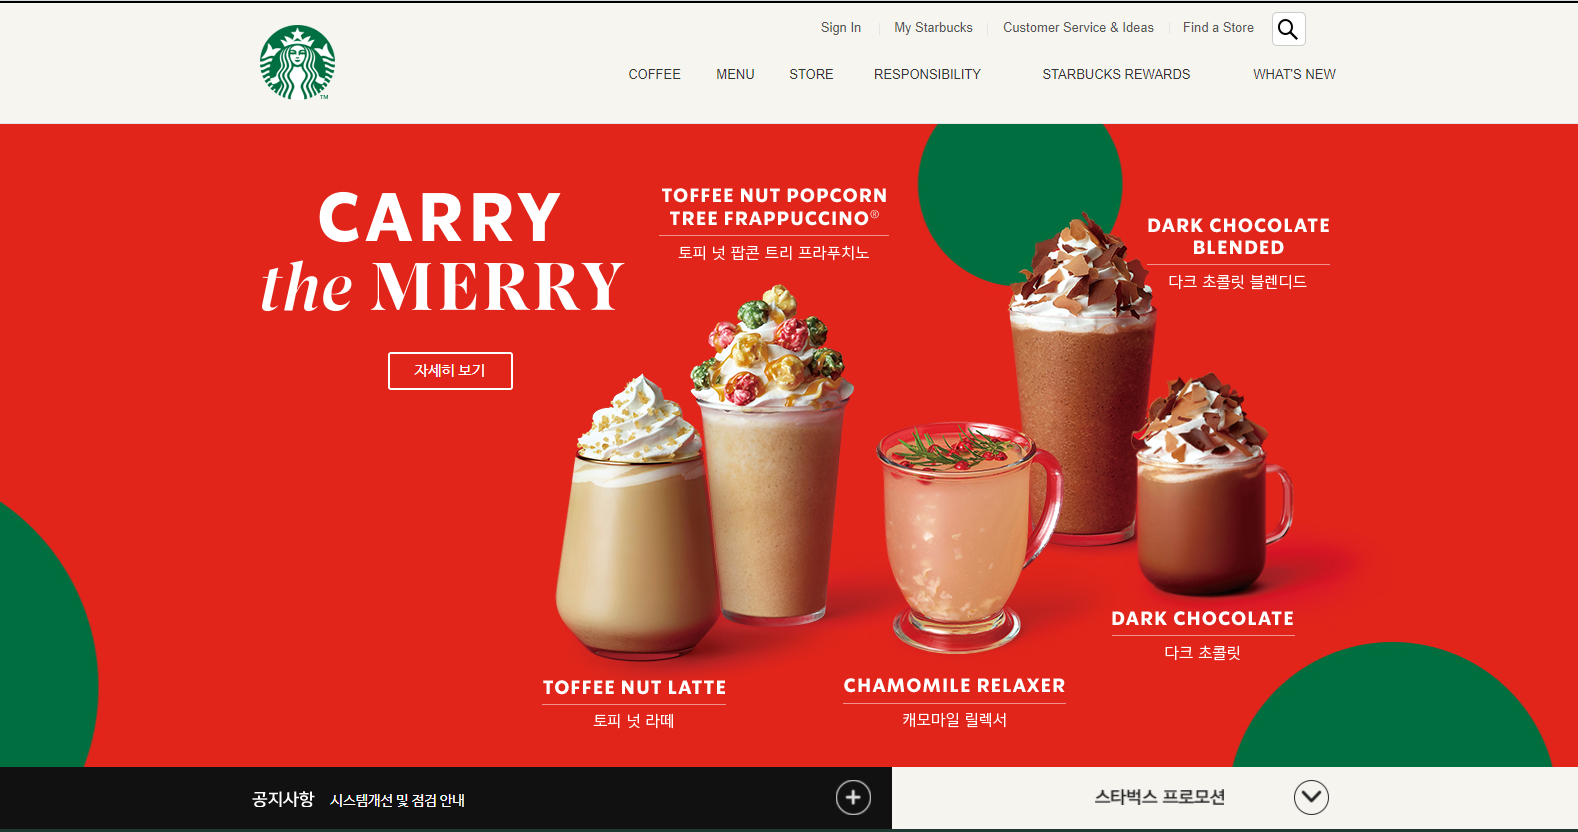 Sign In
My Starbucks
Customer Service & Ideas
Find a Store
TM
COFFEE
MENU
STORE
RESPONSIBILITY
STARBUCKS REWARDS
WHAT'S NEW
CARRY
the MERRY
자세히 보기
TOFFEE NUT POPCORN
TREE FRAPPUCCINO®
토피 넛 팝콘 트리 프라푸치노
DARK CHOCOLATE
BLENDED
다크 초콜릿 블렌디드
DARK CHOCOLATE
다크 초콜릿
TOFFEE NUT LATTE
토피 넛 라떼
CHAMOMILE RELAXER
캐모마일 릴렉서
공지사항 시스템개선 및 점검 안내
스타벅스 프로모션